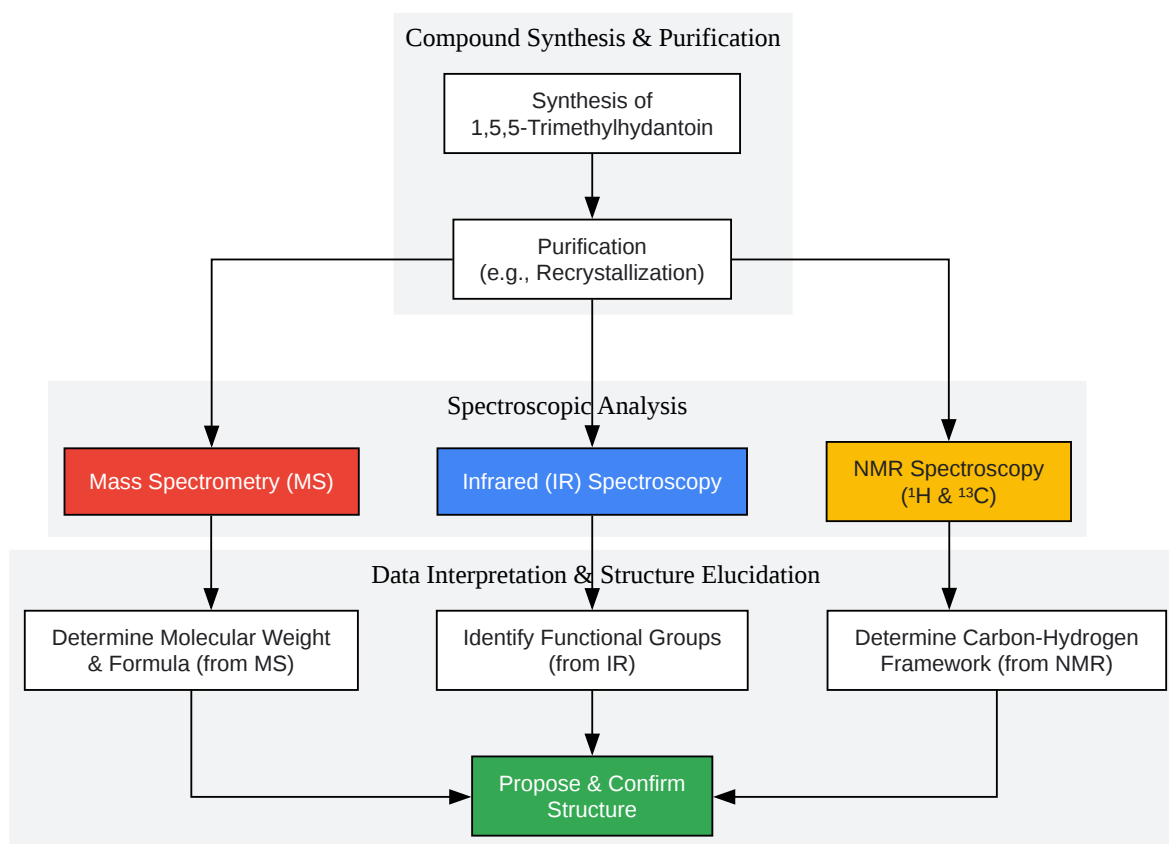 Compound Synthesis & Purification
Synthesis of
1,5,5-Trimethylhydantoin
Purification
(e.g., Recrystallization)
Spectroscopic Analysis
Mass Spectrometry (MS)
Infrared (IR) Spectroscopy
NMR Spectroscopy
(¹H & ¹³C)
Data Interpretation & Structure Elucidation
Determine Molecular Weight
& Formula (from MS)
Identify Functional Groups
(from IR)
Determine Carbon-Hydrogen
Framework (from NMR)
Propose & Confirm
Structure